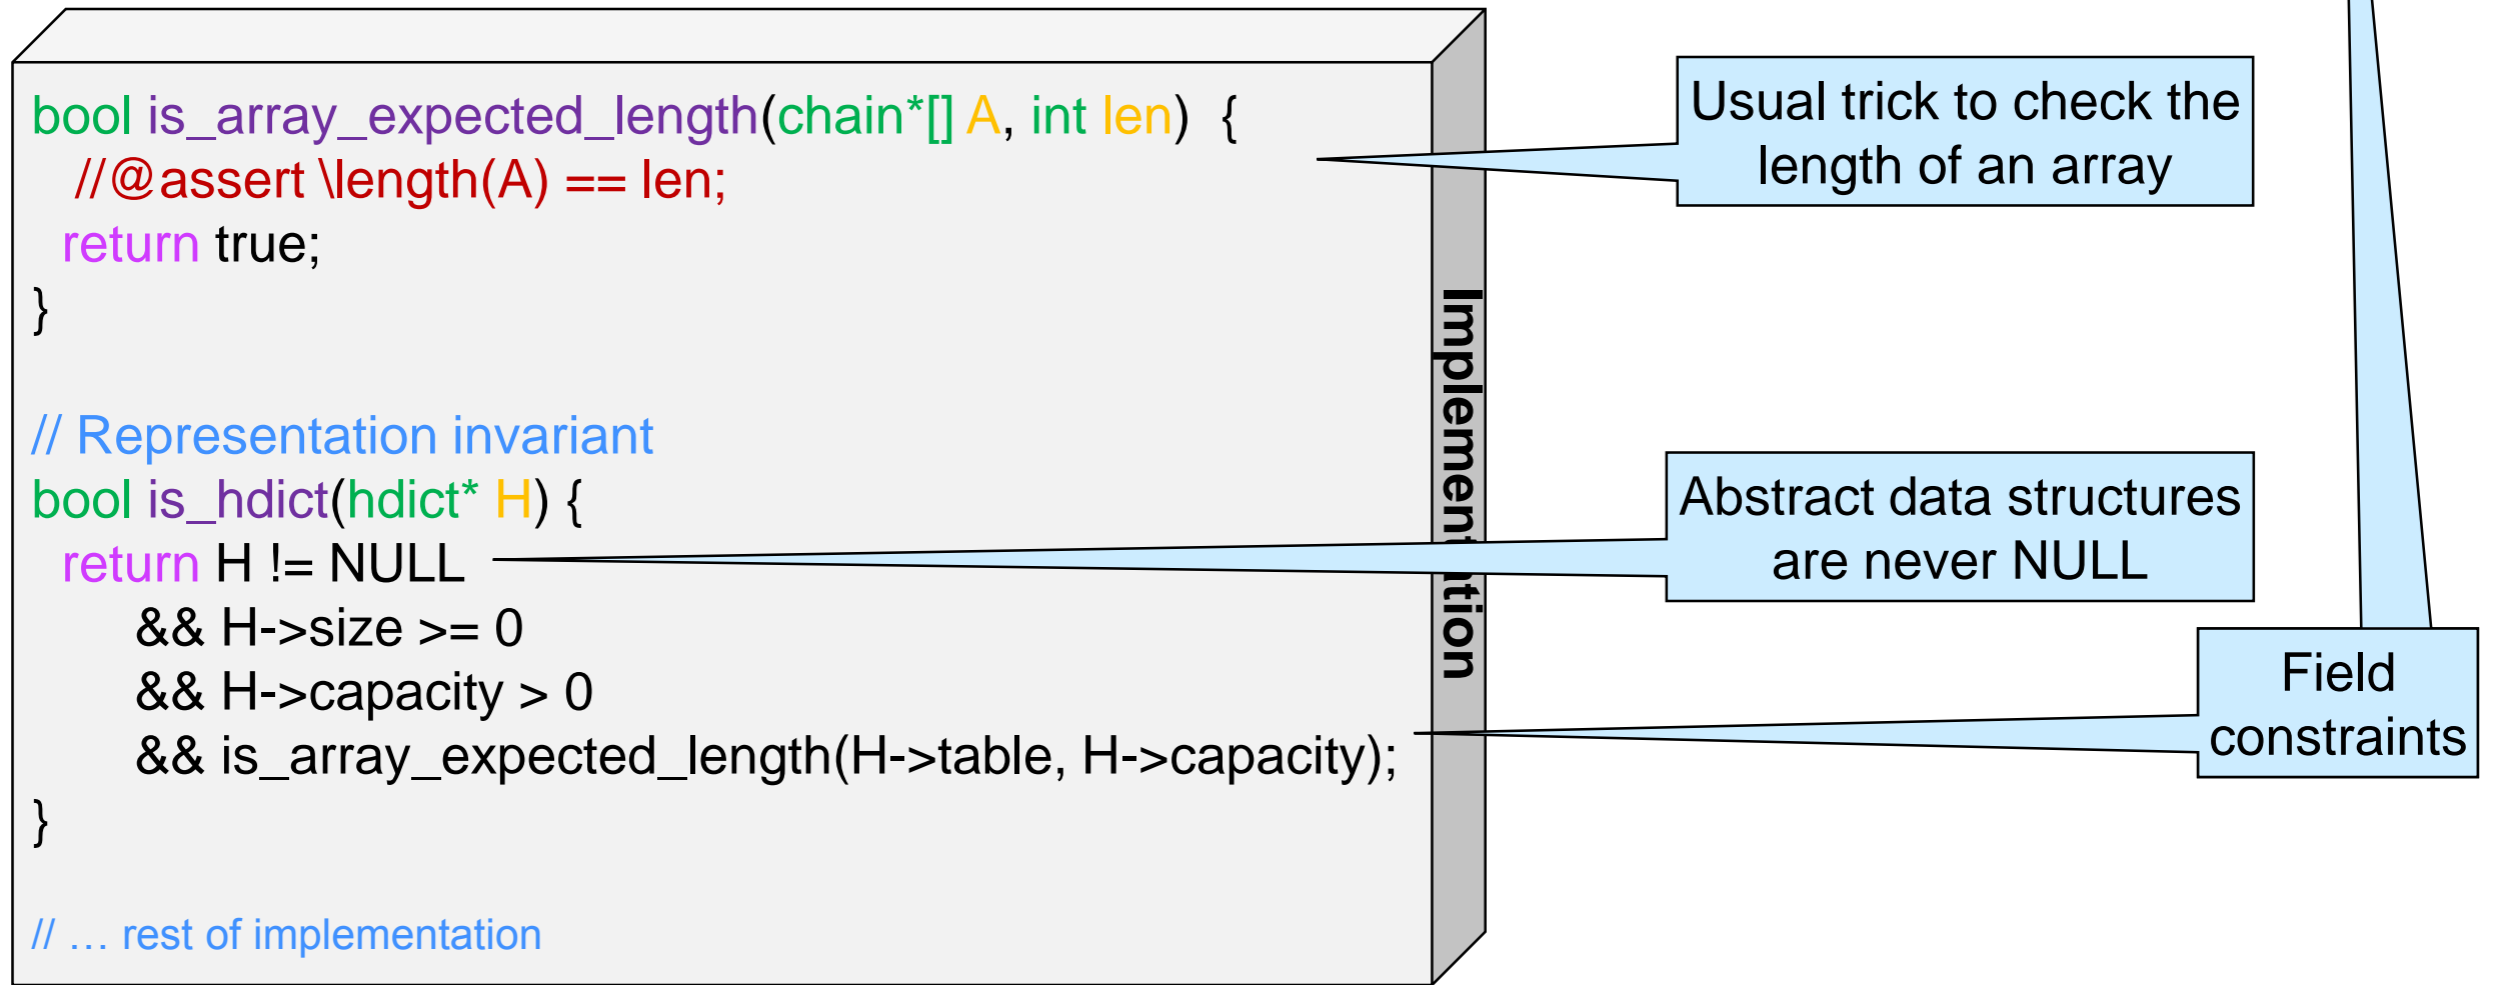 bool is_array_expected_length(chain*[] A, int len) {
//@assert \length(A) == len;
return true;
}
// Representation invariant
bool is_hdict(hdict* H) {
return H != NULL
&& H->size >= 0
&& H->capacity > 0
&& is_array_expected_length(H->table, H->capacity);
}
// … rest of implementation
Implementation
Usual trick to check the
length of an array
Abstract data structures
are never NULL
Field
constraints